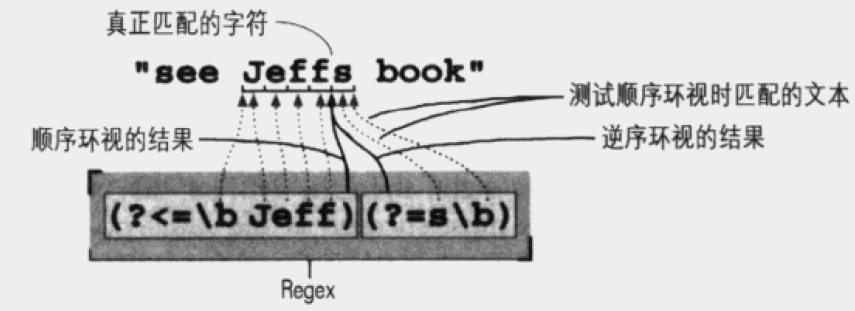 真正匹配的字符
"see Jeffs book"
测试顺序环视时匹配的文本
顺序环视的结果
逆序环视的结果
(?<=\b Jeff)(?=s\b)
Regex